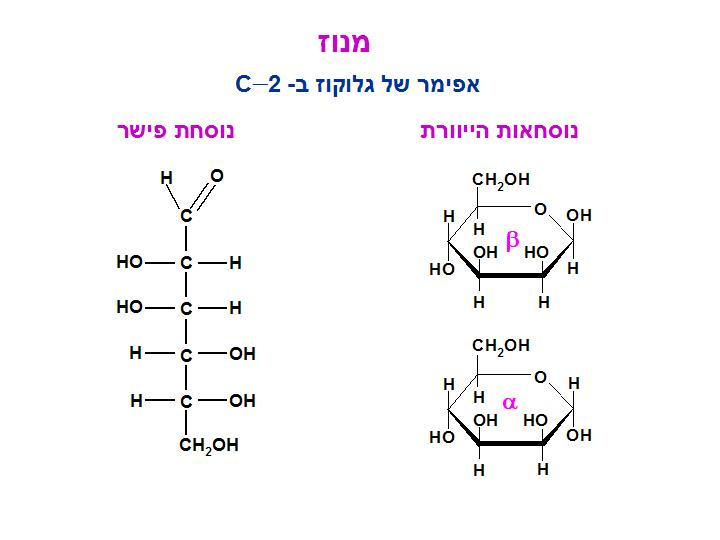 מנוז
אפימר של גלוקוז ב- C–2
נוסחאות הייוורת
נוסחת פישר
H O
C
HO C H
HO C H
H C OH
H C OH
CH2OH
CH2OH
H O OH
H β
OH HO
HO H
H H
CH2OH
H O H
H α
OH HO
HO OH
H H